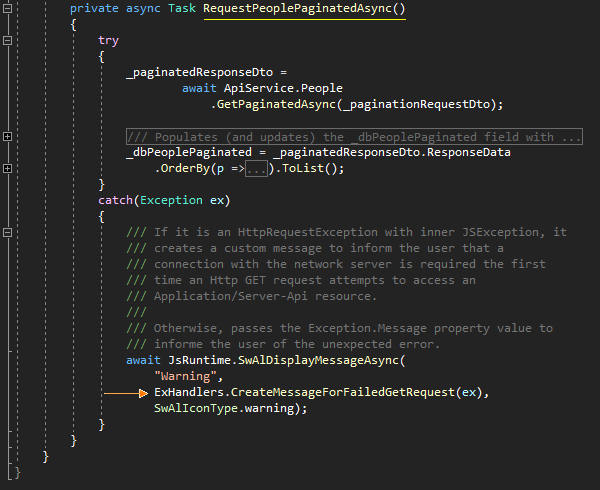 private async Task RequestPeoplePaginatedAsync()
{
try
{
_paginatedResponseDto =
await ApiService.People
.GetPaginatedAsync(_paginationRequestDto);
/// Populates (and updates) the _dbPeoplePaginated field with ...
_dbPeoplePaginated = _paginatedResponseDto.ResponseData
.OrderBy(p =>...).ToList();
}
catch(Exception ex)
{
/// If it is an HttpRequestException with inner JSException, it
/// creates a custom message to inform the user that a
/// connection with the network server is required the first
/// time an Http GET request attempts to access an
/// Application/Server-Api resource.
///
/// Otherwise, passes the Exception.Message property value to
/// informe the user of the unexpected error.
await JsRuntime.SwAlDisplayMessageAsync(
"Warning",
ExHandlers.CreateMessageForFailedGetRequest(ex),
SwAlIconType.warning);
}
}
}
}